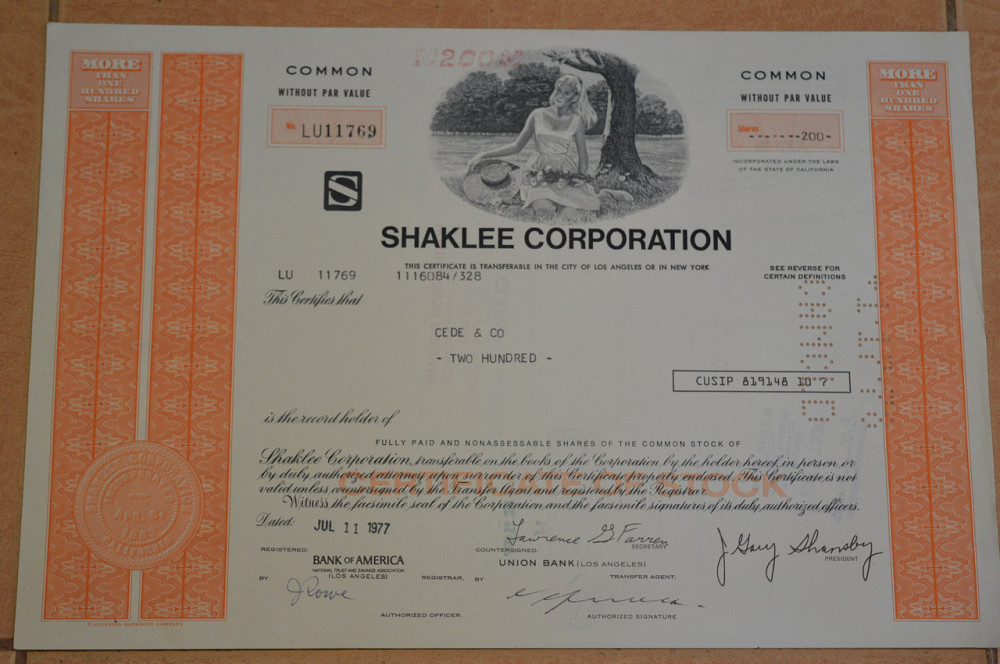 MORE
THAN
ONE
HUNDRED
SHARES
COMMON
WITHOUT PAR VALUE
No. LU11769
S
COMMON
WITHOUT PAR VALUE
Shares
-------200-
INCORPORATED UNDER THE LAWS
OF THE STATE OF CALIFORNIA
MORE
THAN
ONE
HUNDRED
SHARES
SHAKLEE CORPORATION
THIS CERTIFICATE IS TRANSFERABLE IN THE CITY OF LOS ANGELES OR IN NEW YORK
SEE REVERSE FOR
CERTAIN DEFINITIONS
LU 11769 1116084/328
This Certifies that
CEDE & CO
- TWO HUNDRED -
CUSIP 819148 10 7
is the record holder of
FULLY PAID AND NONASSESSABLE SHARES OF THE COMMON STOCK OF
Shaklee Corporation, transferable on the books of the Corporation by the holder hereof in person or
by duly authorized attorney upon surrender of this Certificate properly endorsed. This Certificate is not
valid unless countersigned by the Transfer Agent and registered by the Registrar.
Witness the facsimile seal of the Corporation and the facsimile signatures of its duly authorized officers.
Dated: JUL 11 1977
Lawrence G Farren
SECRETARY
J. Gary Shansby
PRESIDENT
REGISTERED:
BANK OF AMERICA
NATIONAL TRUST AND SAVINGS ASSOCIATION
(LOS ANGELES)
BY REGISTRAR,
J Rowe
AUTHORIZED OFFICER.
COUNTERSIGNED:
UNION BANK (LOS ANGELES)
TRANSFER AGENT,
BY
AUTHORIZED SIGNATURE